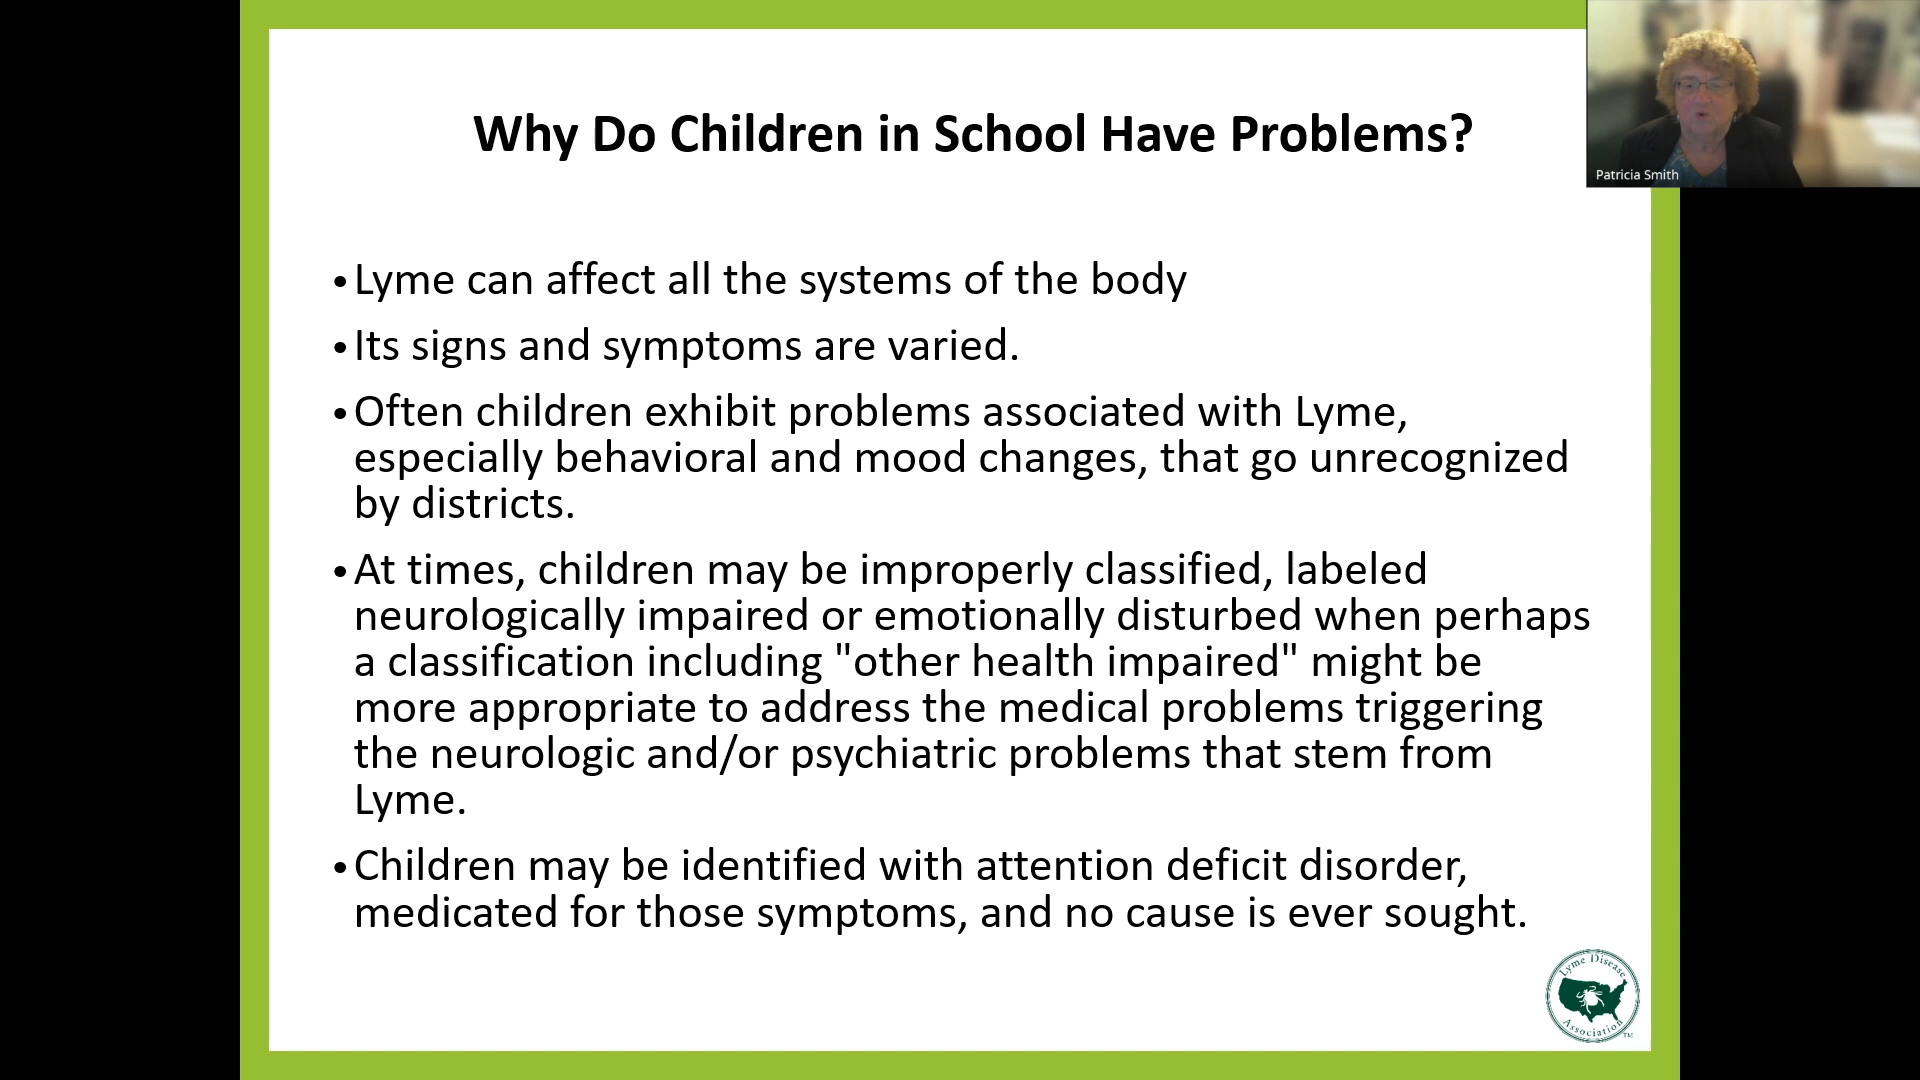 Why Do Children in School Have Problems?
Patricia Smith
•Lyme can affect all the systems of the body
•Its signs and symptoms are varied.
•Often children exhibit problems associated with Lyme,
especially behavioral and mood changes, that go unrecognized
by districts.
•At times, children may be improperly classified, labeled
neurologically impaired or emotionally disturbed when perhaps
a classification including "other health impaired" might be
more appropriate to address the medical problems triggering
the neurologic and/or psychiatric problems that stem from
Lyme.
•Children may be identified with attention deficit disorder,
medicated for those symptoms, and no cause is ever sought.
Lyme Disease
Association
TM